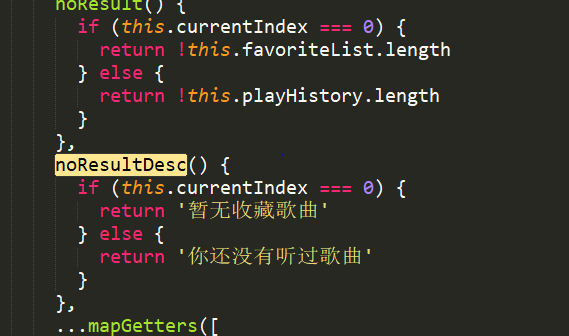 noResult() {
if (this.currentIndex === 0) {
return !this.favoriteList.length
} else {
return !this.playHistory.length
}
},
noResultDesc() {
if (this.currentIndex === 0) {
return '暂无收藏歌曲'
} else {
return '你还没有听过歌曲'
}
},
...mapGetters([